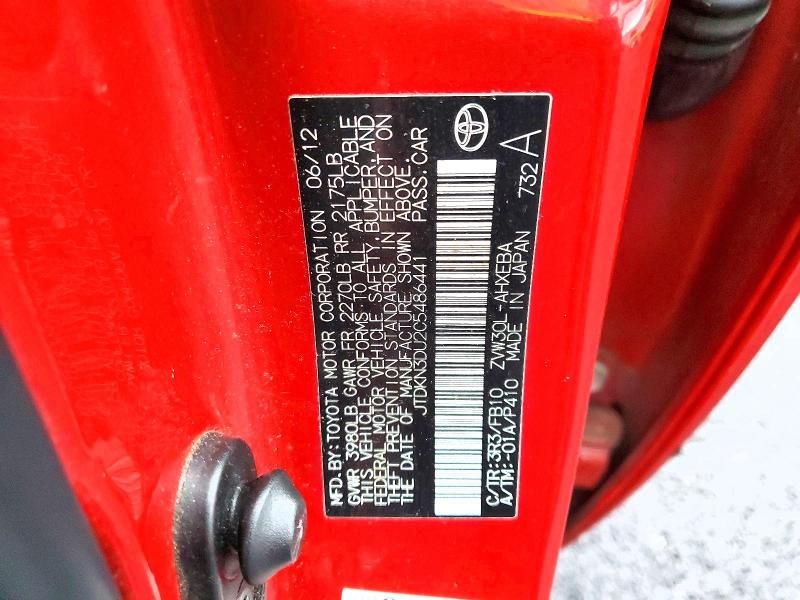 MFD. BY: TOYOTA MOTOR CORPORATION 06/12
GVWR 3980LB GAWR FR 2270LB RR 2175LB
THIS VEHICLE CONFORMS TO ALL APPLICABLE
FEDERAL MOTOR VEHICLE SAFETY, BUMPER, AND
THEFT PREVENTION STANDARDS IN EFFECT ON
THE DATE OF MANUFACTURE SHOWN ABOVE.
JTDKN3DU2C5486441 PASS. CAR
C/TR: 3R3/FB10 ZVW30L-AHXEBA
A/TM: -01A/P410 MADE IN JAPAN 732 A